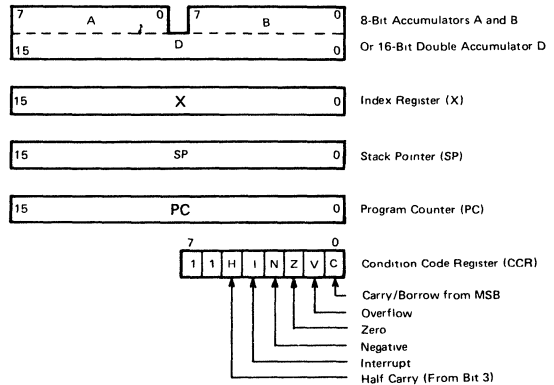 7 A 0 7 B 0 8-Bit Accumulators A and B
15 D 0 Or 16-Bit Double Accumulator D
15 X 0 Index Register (X)
15 SP 0 Stack Pointer (SP)
15 PC 0 Program Counter (PC)
7 0
1 1 H I N Z V C Condition Code Register (CCR)
Carry/Borrow from MSB
Overflow
Zero
Negative
Interrupt
Half Carry (From Bit 3)